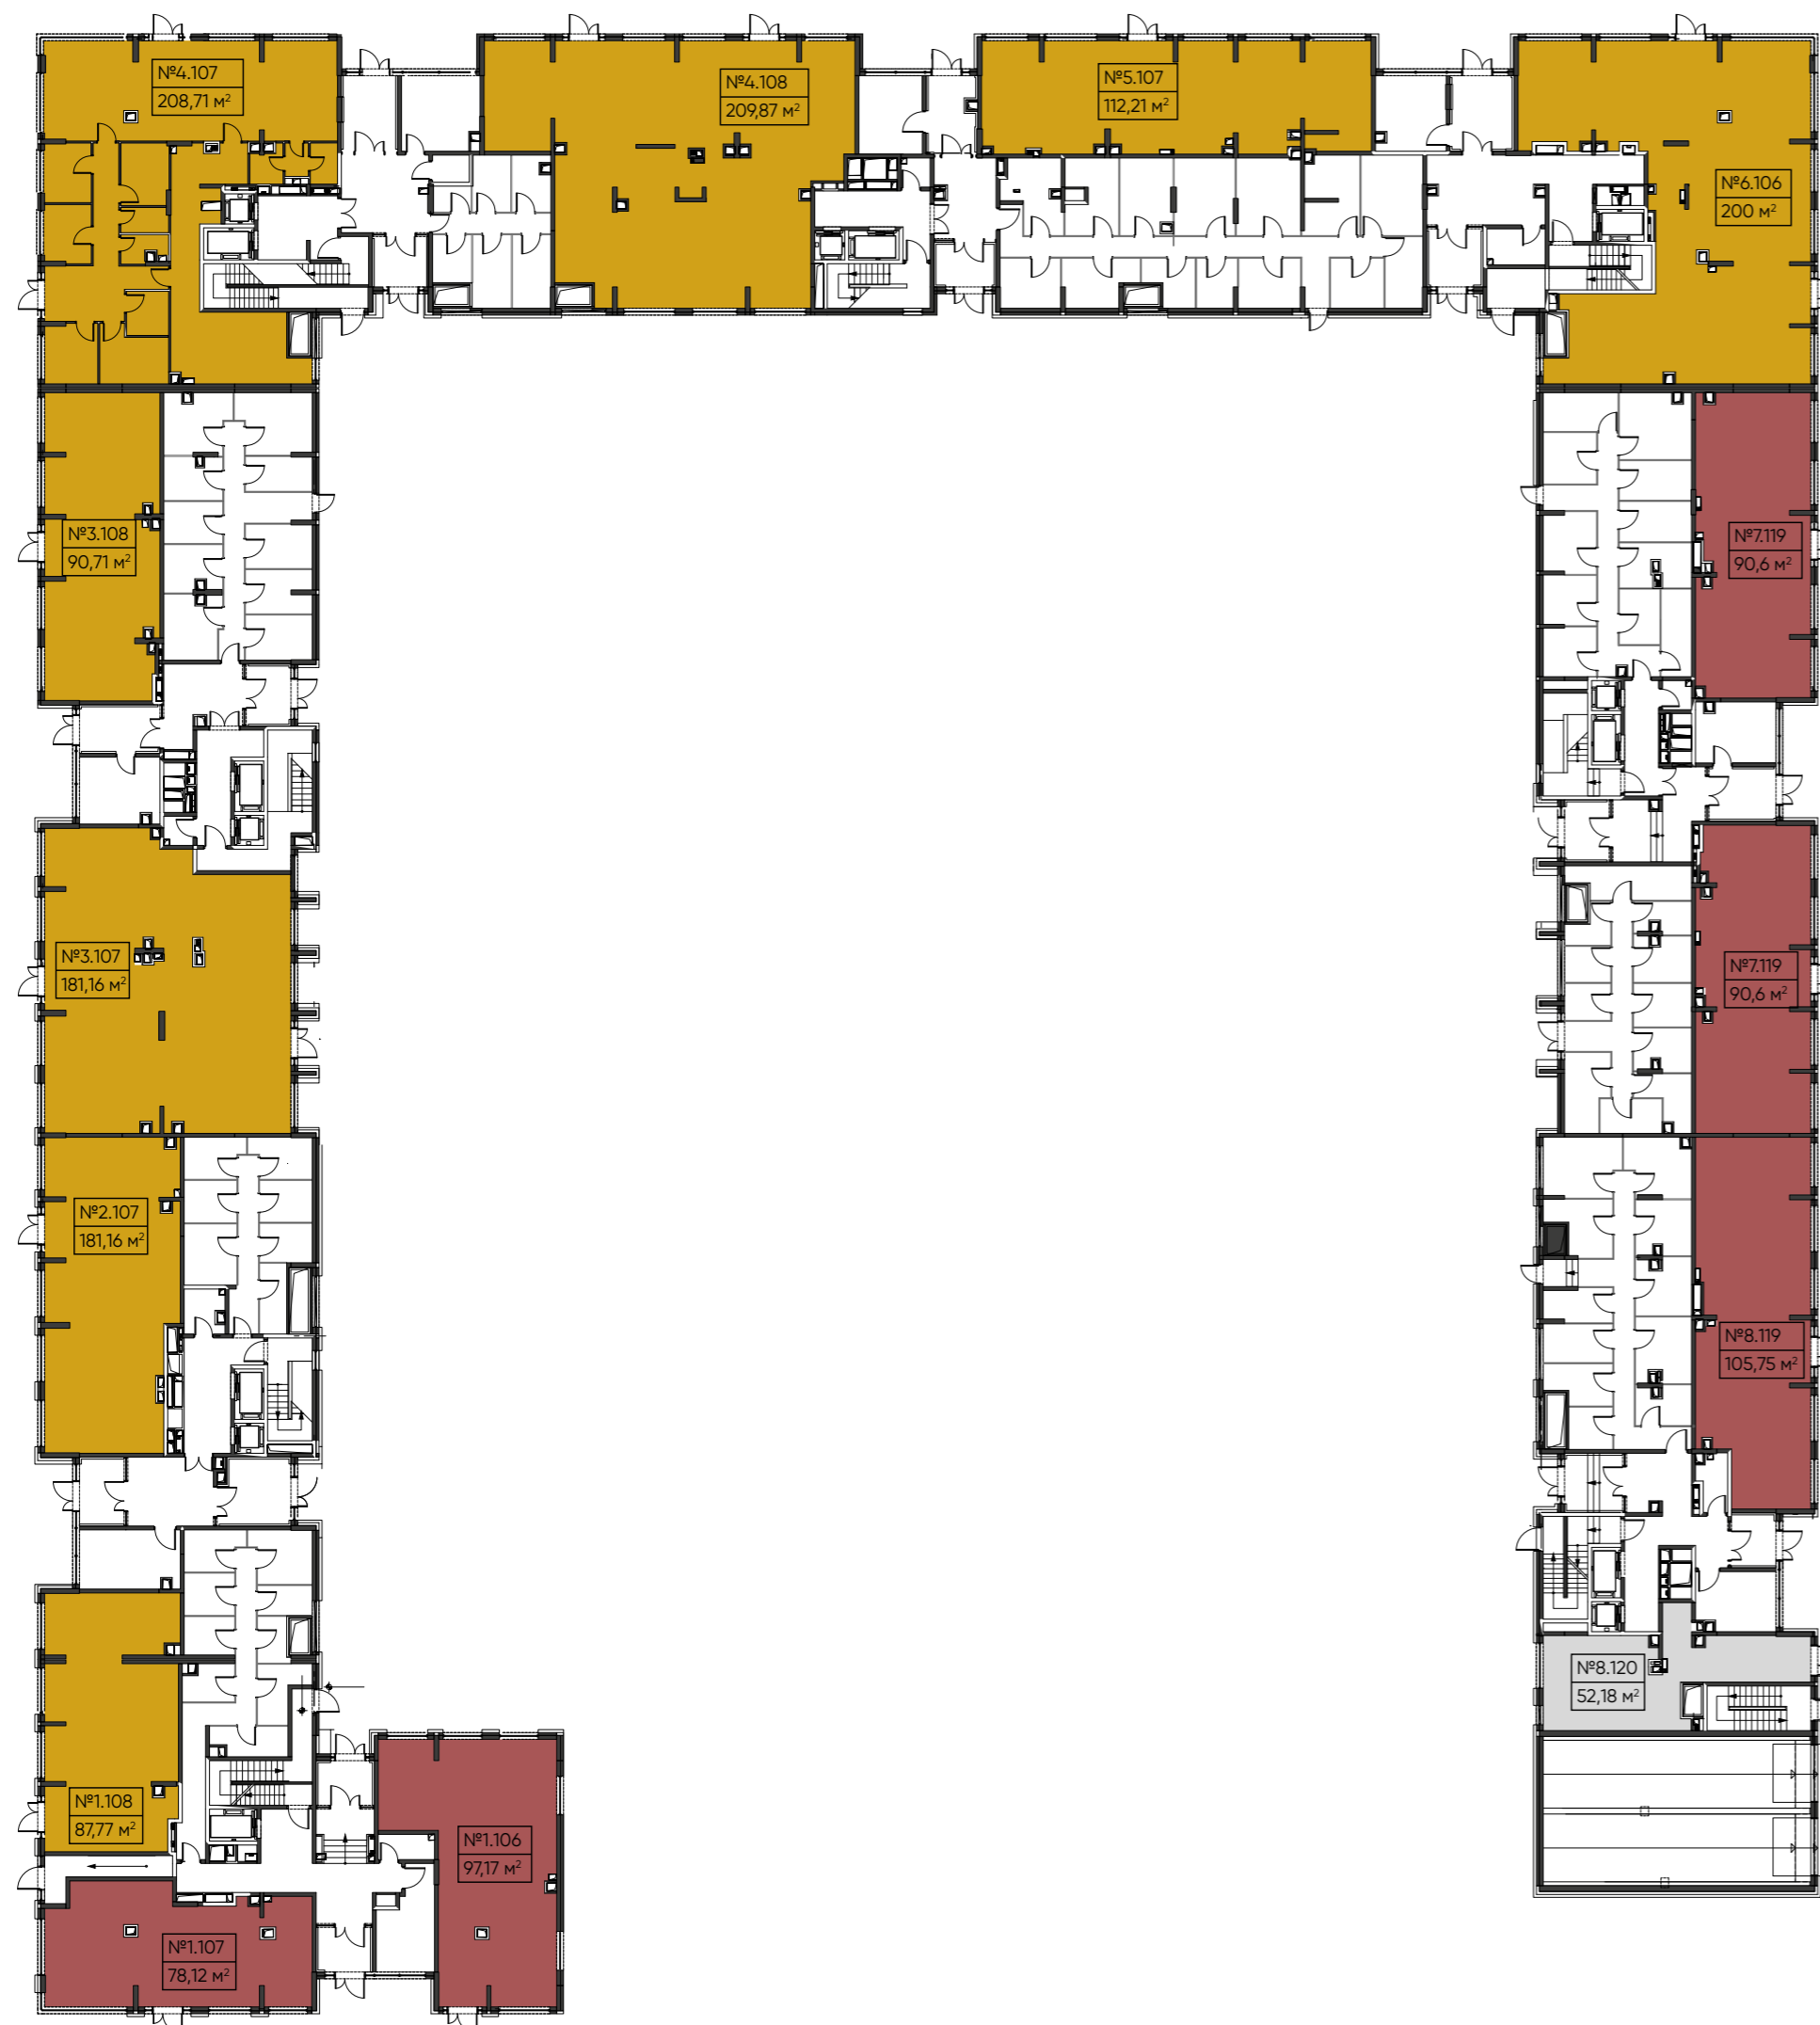 №4.107
208,71 м²
№4.108
209,87 м²
№5.107
112,21 м²
№6.106
200 м²
№3.108
90,71 м²
№7.119
90,6 м²
№3.107
181,16 м²
№7.119
90,6 м²
№2.107
181,16 м²
№8.119
105,75 м²
№8.120
52,18 м²
№1.108
87,77 м²
№1.106
97,17 м²
№1.107
78,12 м²